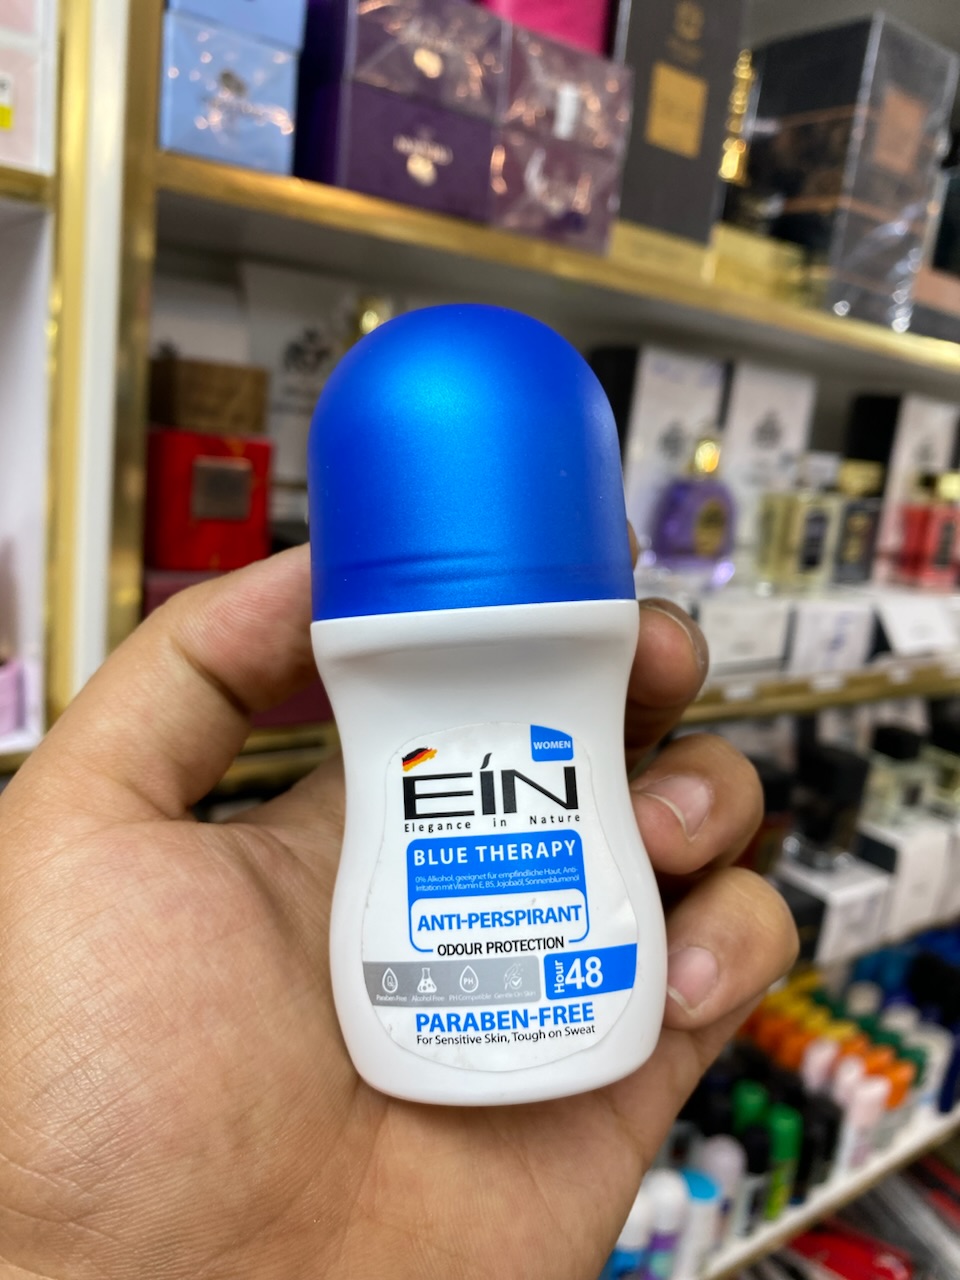 WOMEN
EÍN
Elegance in Nature
BLUE THERAPY
0% Alkohol, geeignet für empfindliche Haut, Anti-
Irritation mit Vitamin E, B5, Jojobaöl, Sonnenblumenöl
ANTI-PERSPIRANT
ODOUR PROTECTION
Paraben Free Alcohol Free PH Compatible Gentle On Skin
Hour 48
PARABEN-FREE
For Sensitive Skin, Tough on Sweat